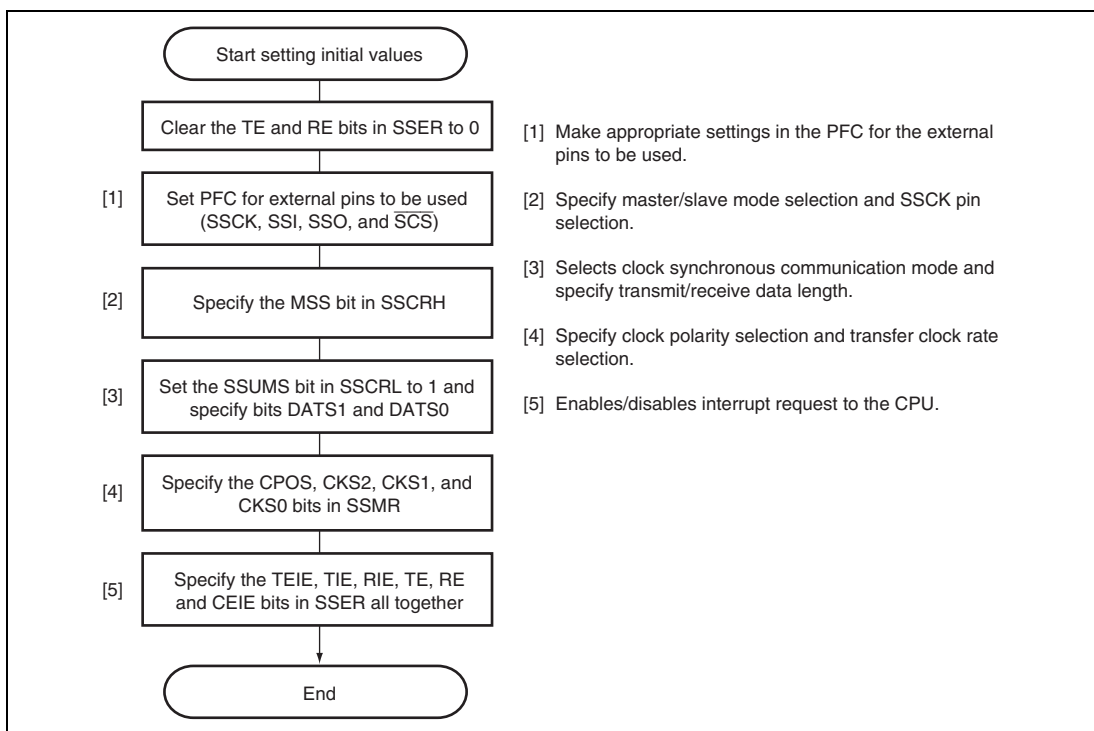 Start setting initial values
Clear the TE and RE bits in SSER to 0
[1]
Set PFC for external pins to be used
(SSCK, SSI, SSO, and S̅C̅S̅)
[2]
Specify the MSS bit in SSCRH
[3]
Set the SSUMS bit in SSCRL to 1 and
specify bits DATS1 and DATS0
[4]
Specify the CPOS, CKS2, CKS1, and
CKS0 bits in SSMR
[5]
Specify the TEIE, TIE, RIE, TE, RE
and CEIE bits in SSER all together
End
[1] Make appropriate settings in the PFC for the external
pins to be used.
[2] Specify master/slave mode selection and SSCK pin
selection.
[3] Selects clock synchronous communication mode and
specify transmit/receive data length.
[4] Specify clock polarity selection and transfer clock rate
selection.
[5] Enables/disables interrupt request to the CPU.